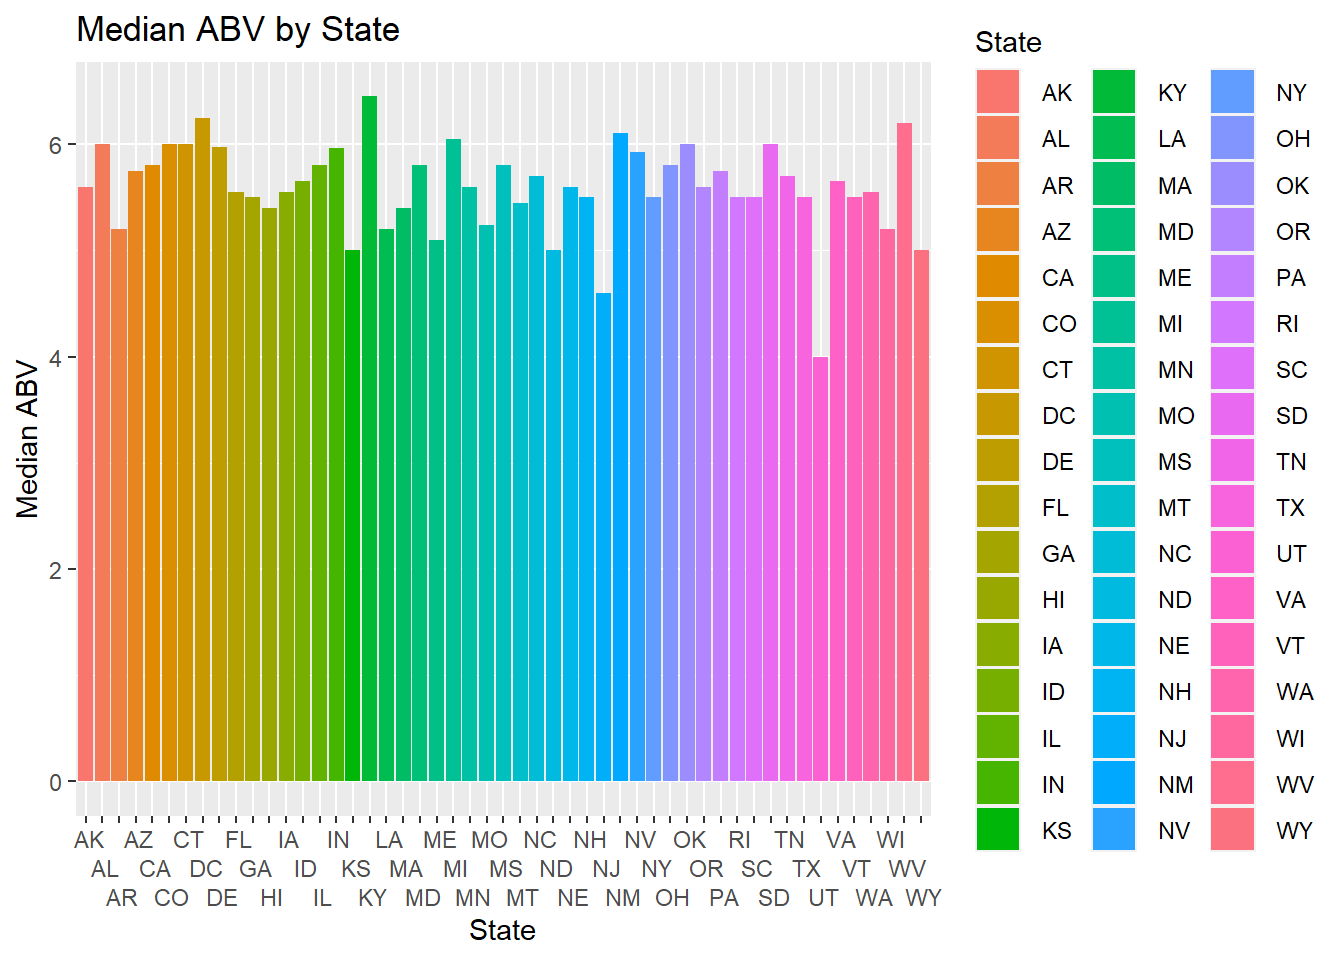 Median ABV by State
Median ABV
6
4
2
0
AK AZ CT FL IA IN LA ME MO NC NH NV OK RI TN VA WI
AL CA DC GA ID KS MA MI MS ND NJ NY OR SC TX VT WV
AR CO DE HI IL KY MD MN MT NE NM OH PA SD UT WA WY
State
State
AK KY NY
AL LA OH
AR MA OK
AZ MD OR
CA ME PA
CO MI RI
CT MN SC
DC MO SD
DE MS TN
FL MT TX
GA NC UT
HI ND VA
IA NE VT
ID NH WA
IL NJ WI
IN NM WV
KS NV WY